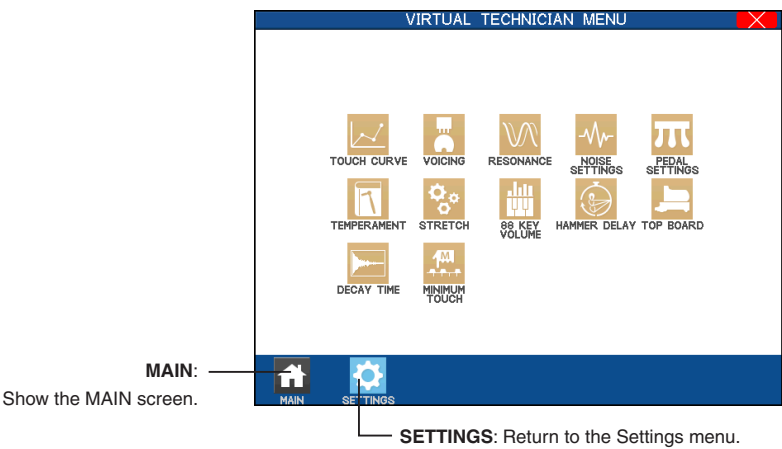 VIRTUAL TECHNICIAN MENU
TOUCH CURVE
VOICING
RESONANCE
NOISE
SETTINGS
PEDAL
SETTINGS
TEMPERAMENT
STRETCH
88 KEY
VOLUME
HAMMER DELAY
TOP BOARD
DECAY TIME
M
MINIMUM
TOUCH
MAIN:
Show the MAIN screen.
MAIN
SETTINGS
SETTINGS: Return to the Settings menu.